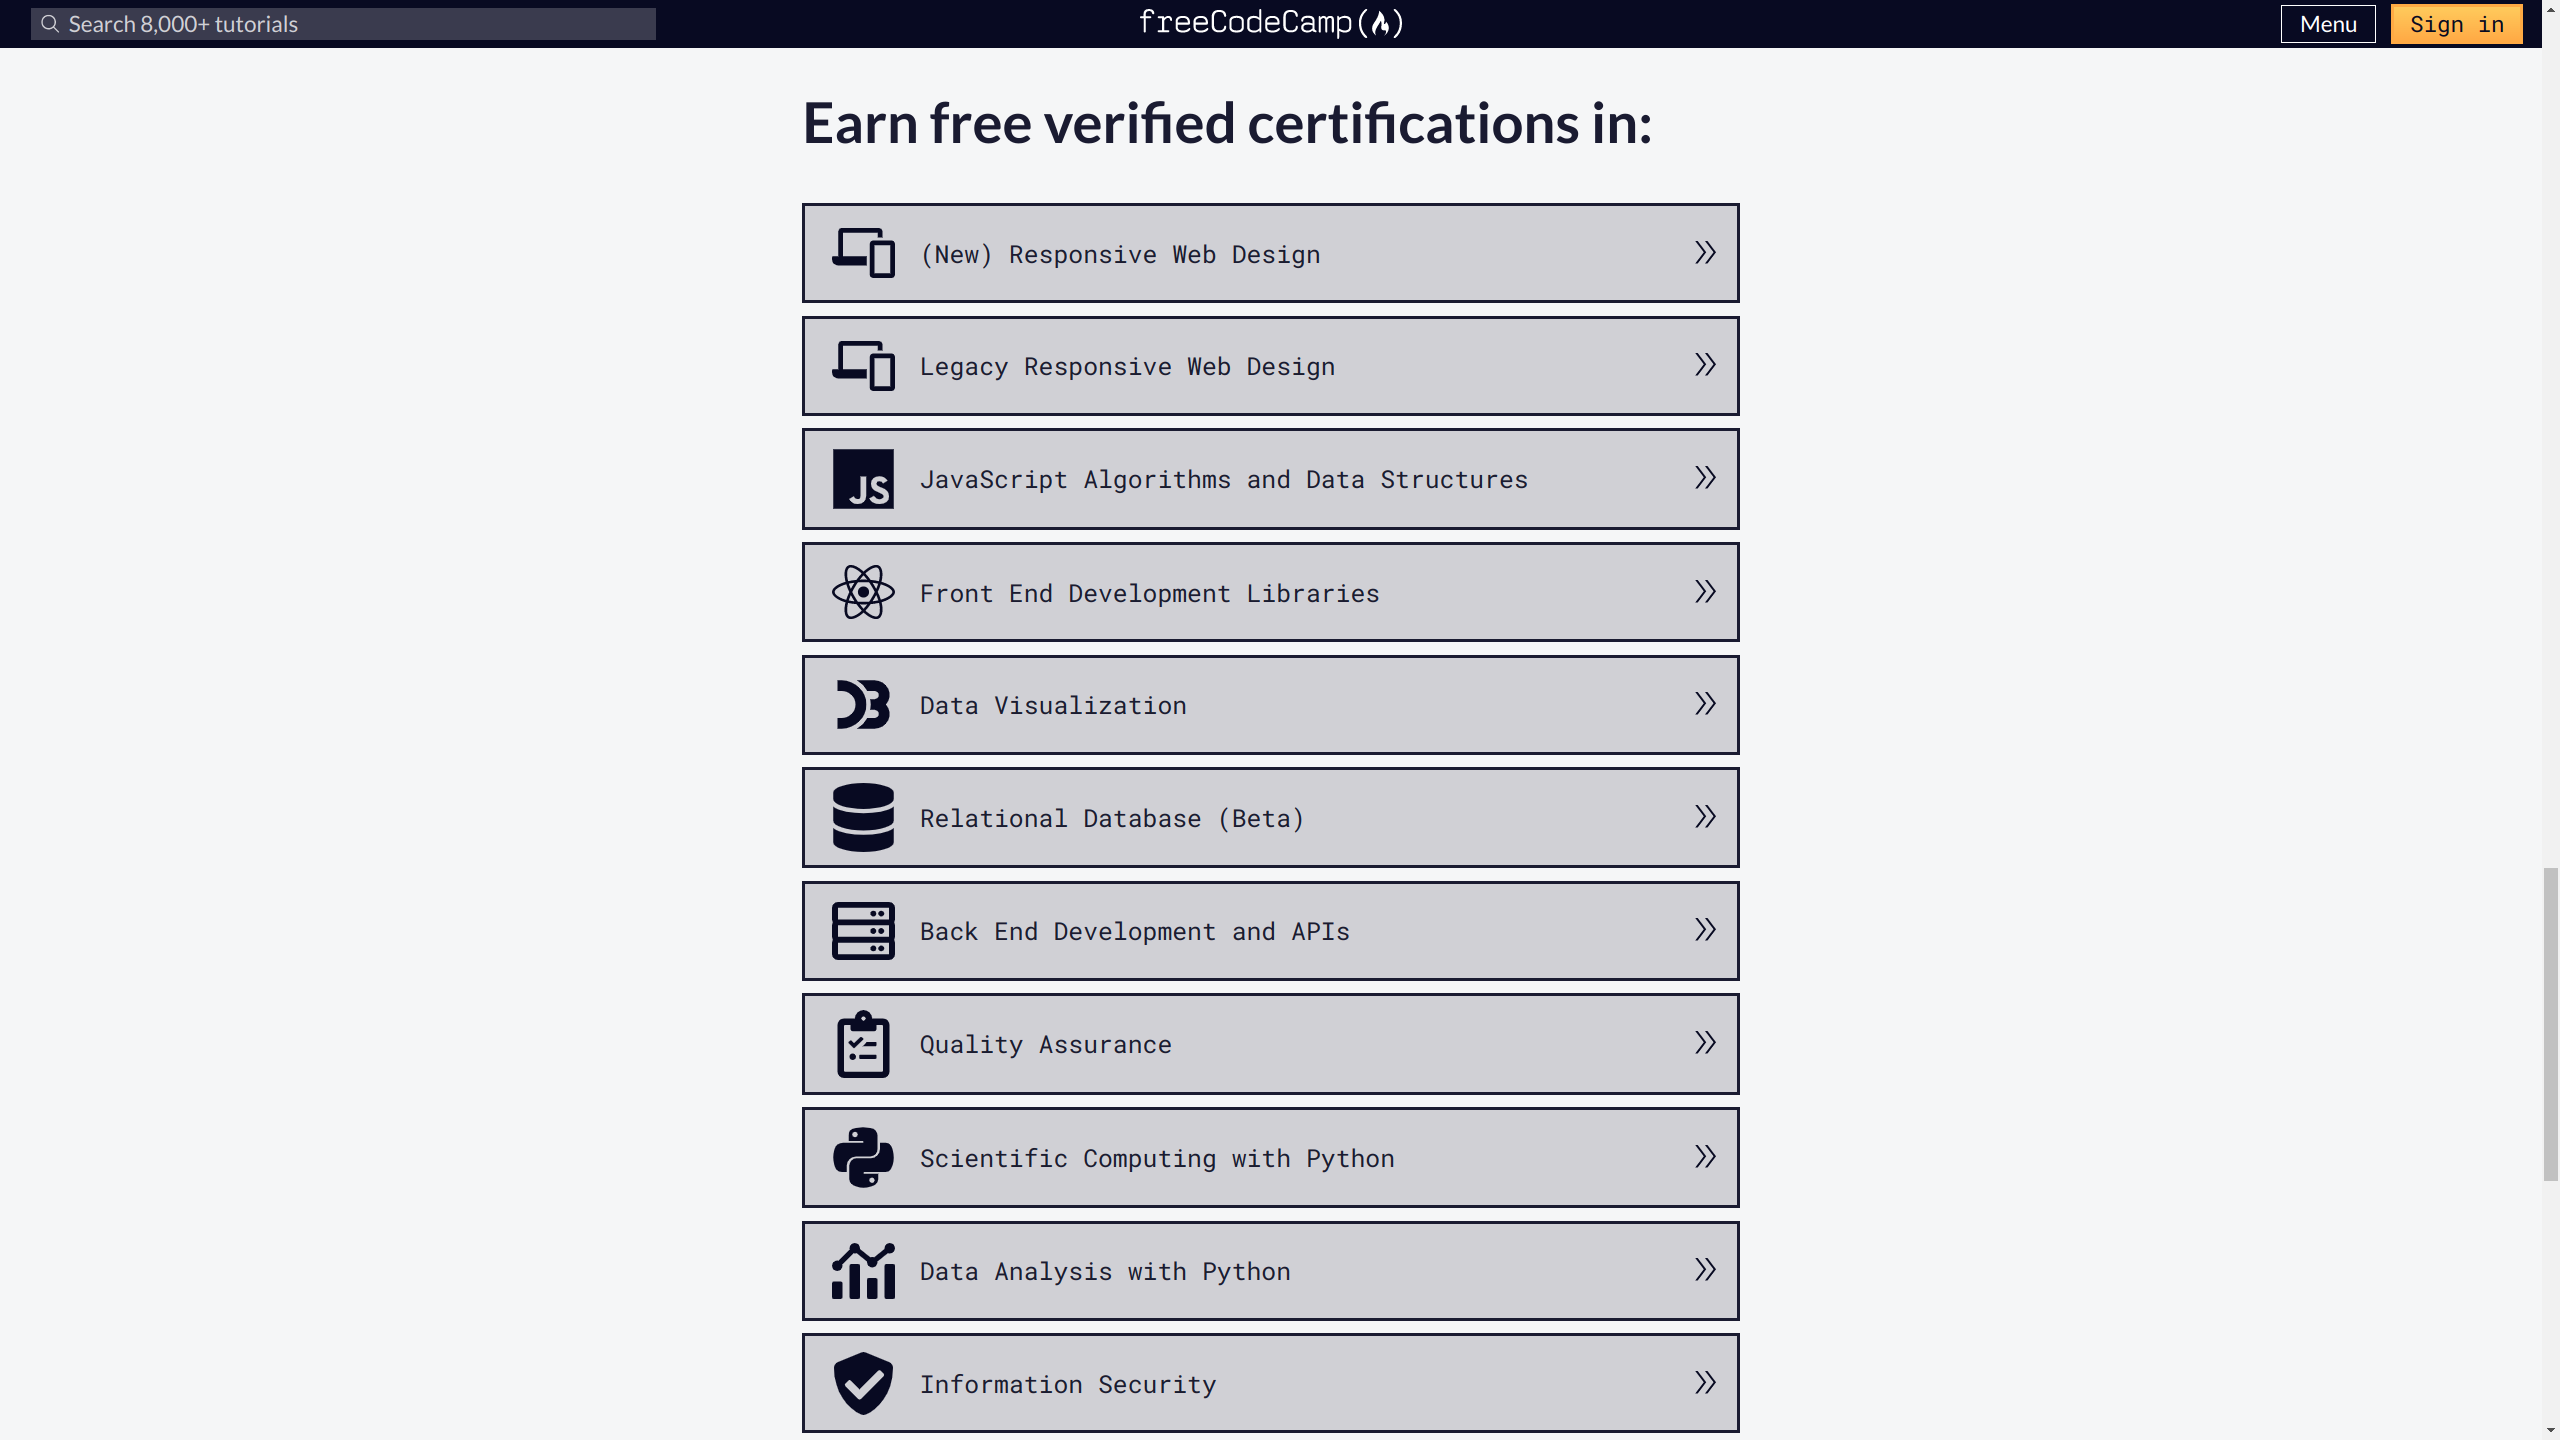 Search 8,000+ tutorials
freeCodeCamp
Menu
Sign in
Earn free verified certifications in:
(New) Responsive Web Design
Legacy Responsive Web Design
JS
JavaScript Algorithms and Data Structures
Front End Development Libraries
Data Visualization
Relational Database (Beta)
Back End Development and APIs
Quality Assurance
Scientific Computing with Python
Data Analysis with Python
Information Security